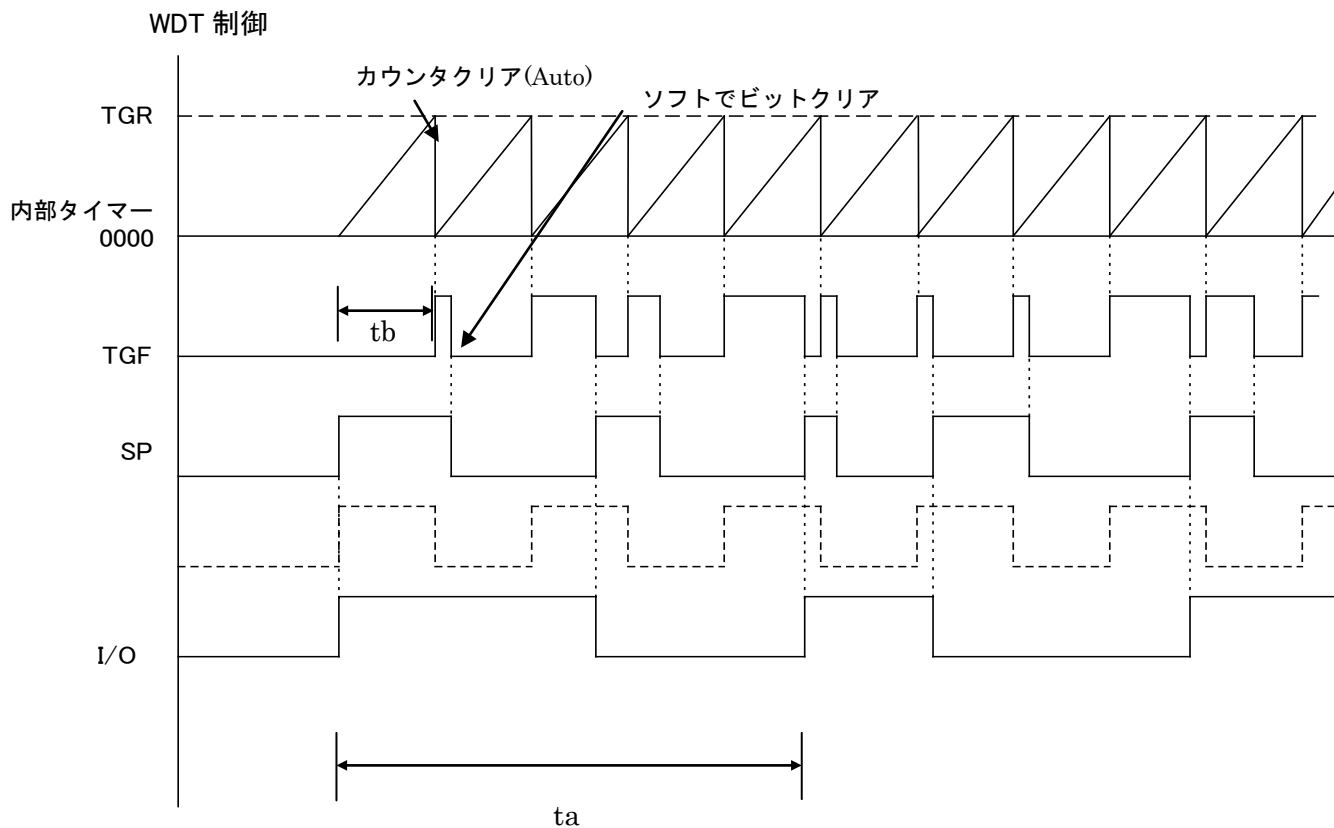 WDT 制御
カウンタクリア(Auto)
ソフトでビットクリア
TGR
内部タイマー
0000
tb
TGF
SP
I/O
ta